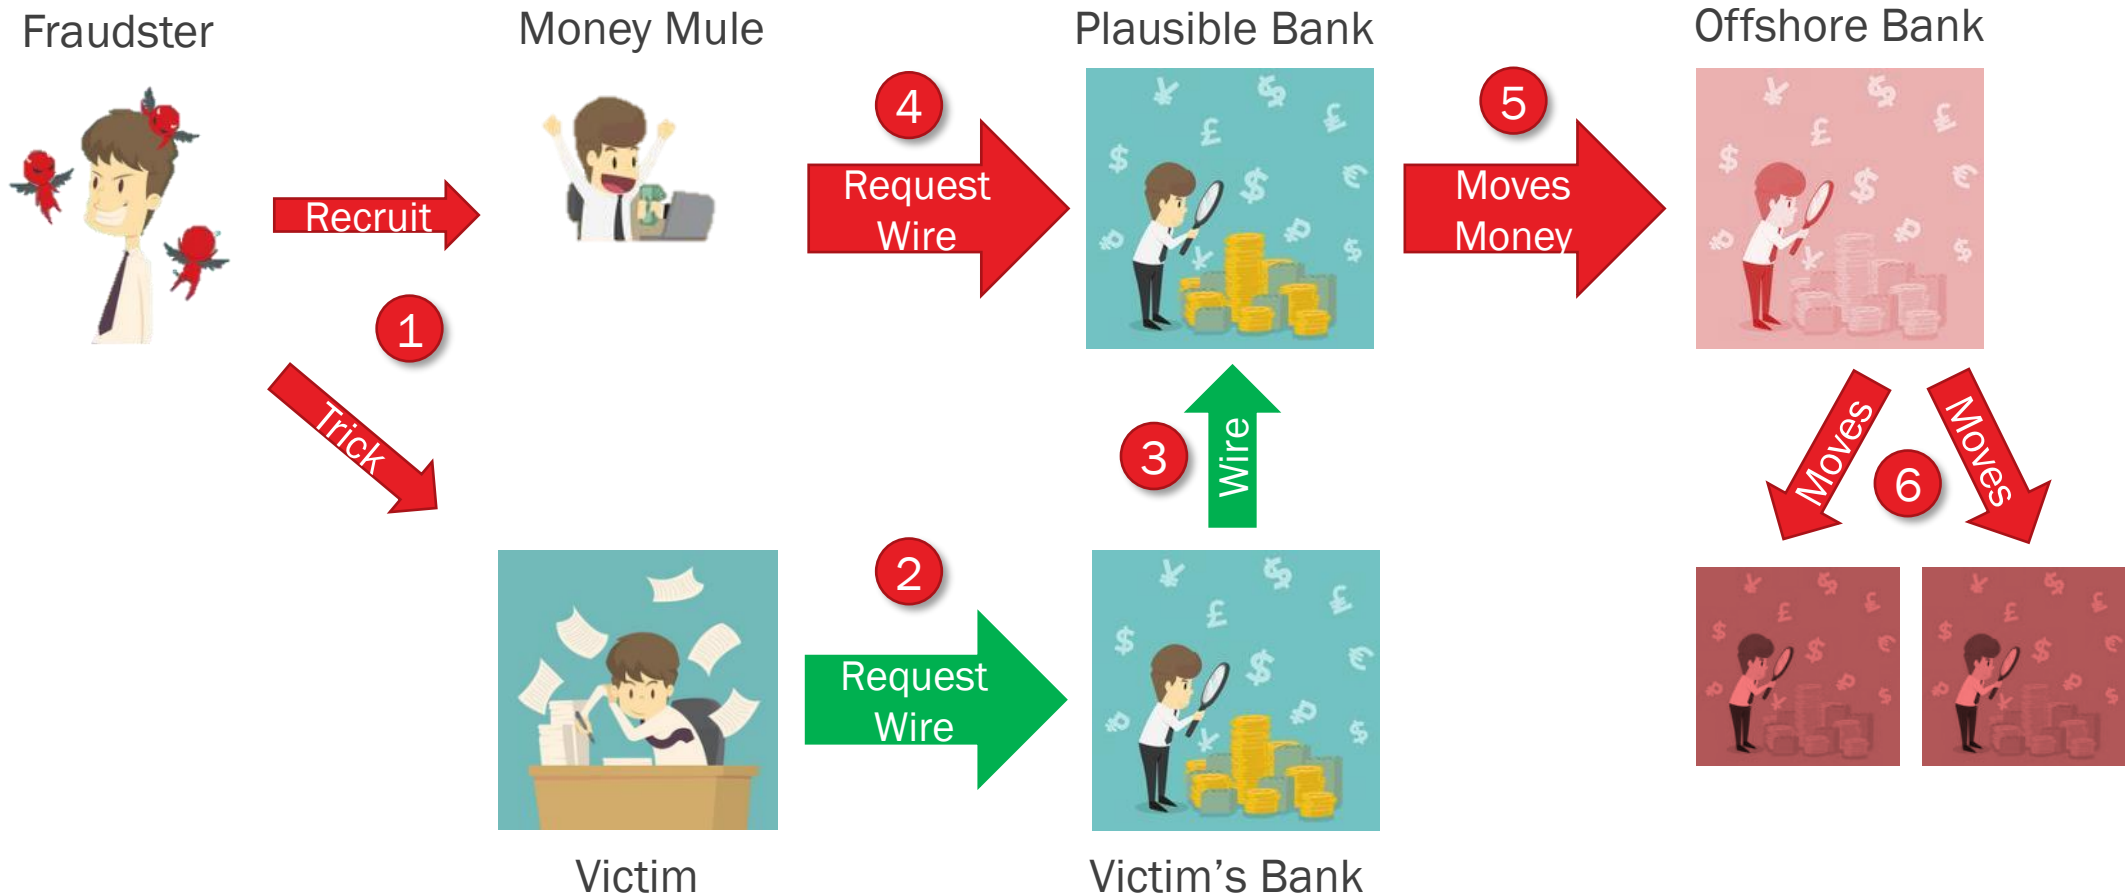 Fraudster
Money Mule
Plausible Bank
Offshore Bank
4
5
Request
Wire
Moves
Money
Recruit
1
Trick
3
Wire
Moves
6
Moves
2
Request
Wire
Victim
Victim's Bank